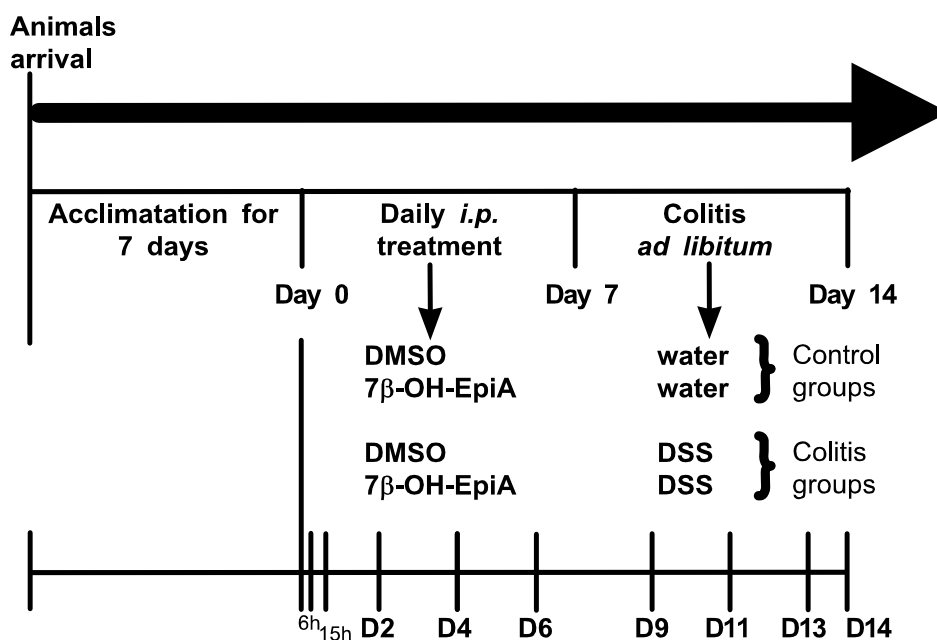 Animals
arrival
Acclimatation for
7 days
Daily i.p.
treatment
Colitis
ad libitum
Day 0
Day 7
Day 14
DMSO
7β-OH-EpiA
water
water
Control
groups
DMSO
7β-OH-EpiA
DSS
DSS
Colitis
groups
6h 15h D2 D4 D6 D9 D11 D13 D14